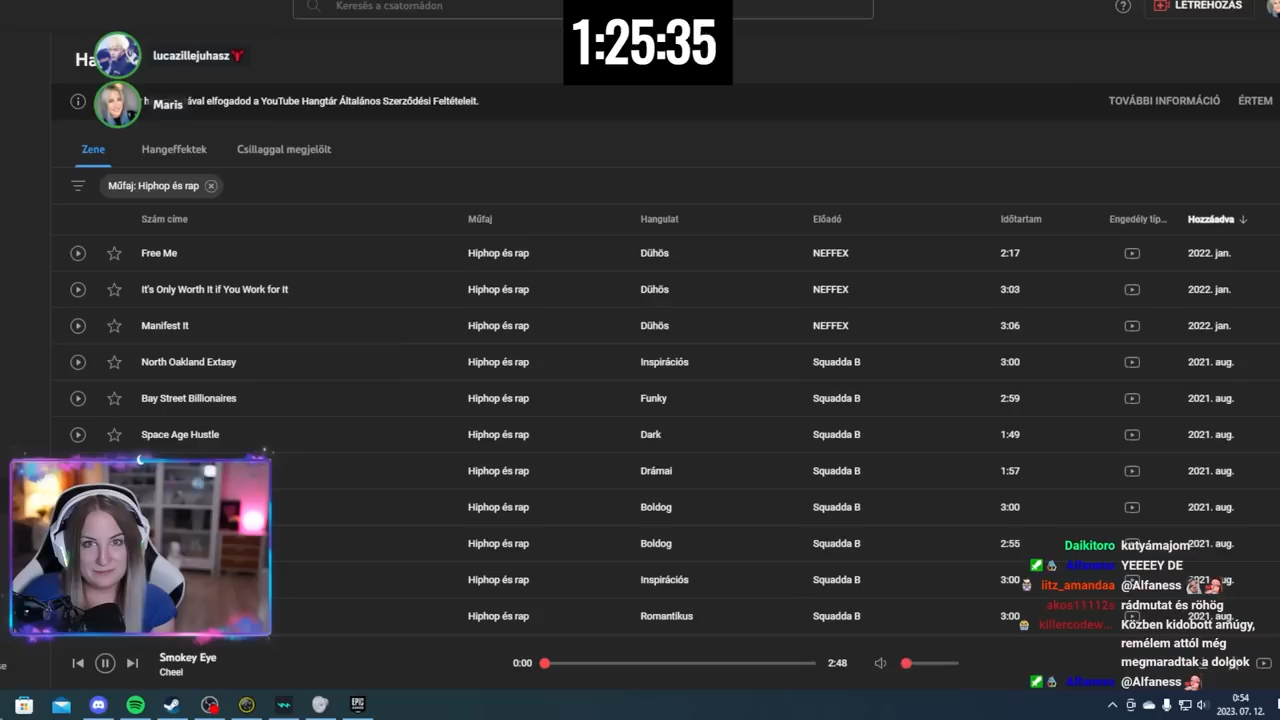 Keresés a csatornádon
LÉTREHOZÁS
1:25:35
lucazillejuhasz
Maris
ával elfogadod a YouTube Hangtár Általános Szerződési Feltételeit.
TOVÁBBI INFORMÁCIÓ
ÉRTEM
Zene
Hangeffektek
Csillaggal megjelölt
Műfaj: Hiphop és rap
Szám címe Műfaj Hangulat Előadó Időtartam Engedély típ... Hozzáadva
Free Me Hiphop és rap Dühös NEFFEX 2:17 2022. jan.
It's Only Worth It if You Work for It Hiphop és rap Dühös NEFFEX 3:03 2022. jan.
Manifest It Hiphop és rap Dühös NEFFEX 3:06 2022. jan.
North Oakland Extasy Hiphop és rap Inspirációs Squadda B 3:00 2021. aug.
Bay Street Billionaires Hiphop és rap Funky Squadda B 2:59 2021. aug.
Space Age Hustle Hiphop és rap Dark Squadda B 1:49 2021. aug.
Hiphop és rap Drámai Squadda B 1:57 2021. aug.
Hiphop és rap Boldog Squadda B 3:00 2021. aug.
Hiphop és rap Boldog Squadda B 2:55 2021. aug.
Hiphop és rap Inspirációs Squadda B 3:00
Hiphop és rap Romantikus Squadda B 3:00
Daikitoro kutyámajom
Alfaness YEEEEY DE
iitz_amandaa @Alfaness
akos11112s rádmutat és röhög
killercodew... Közben kidobott amúgy,
remélem attól még
megmaradtak a dolgok
Alfaness @Alfaness
Smokey Eye
Cheel
0:00
2:48
EPIC
0:54
2023. 07. 12.